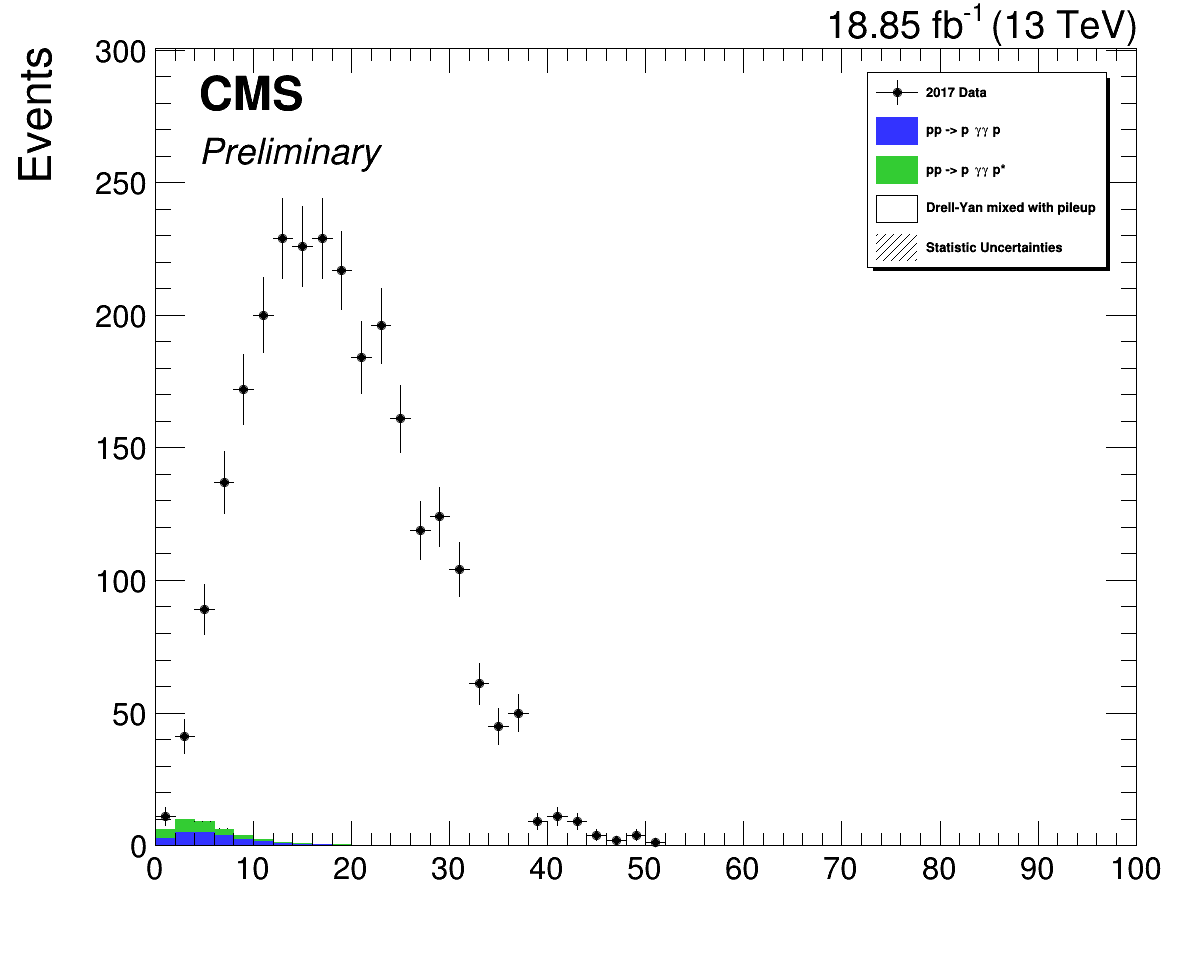 18.85 fb⁻¹ (13 TeV)
Events
CMS
Preliminary
2017 Data
pp -> p γγ p
pp -> p γγ p*
Drell-Yan mixed with pileup
Statistic Uncertainties
300
250
200
150
100
50
0
0 10 20 30 40 50 60 70 80 90 100